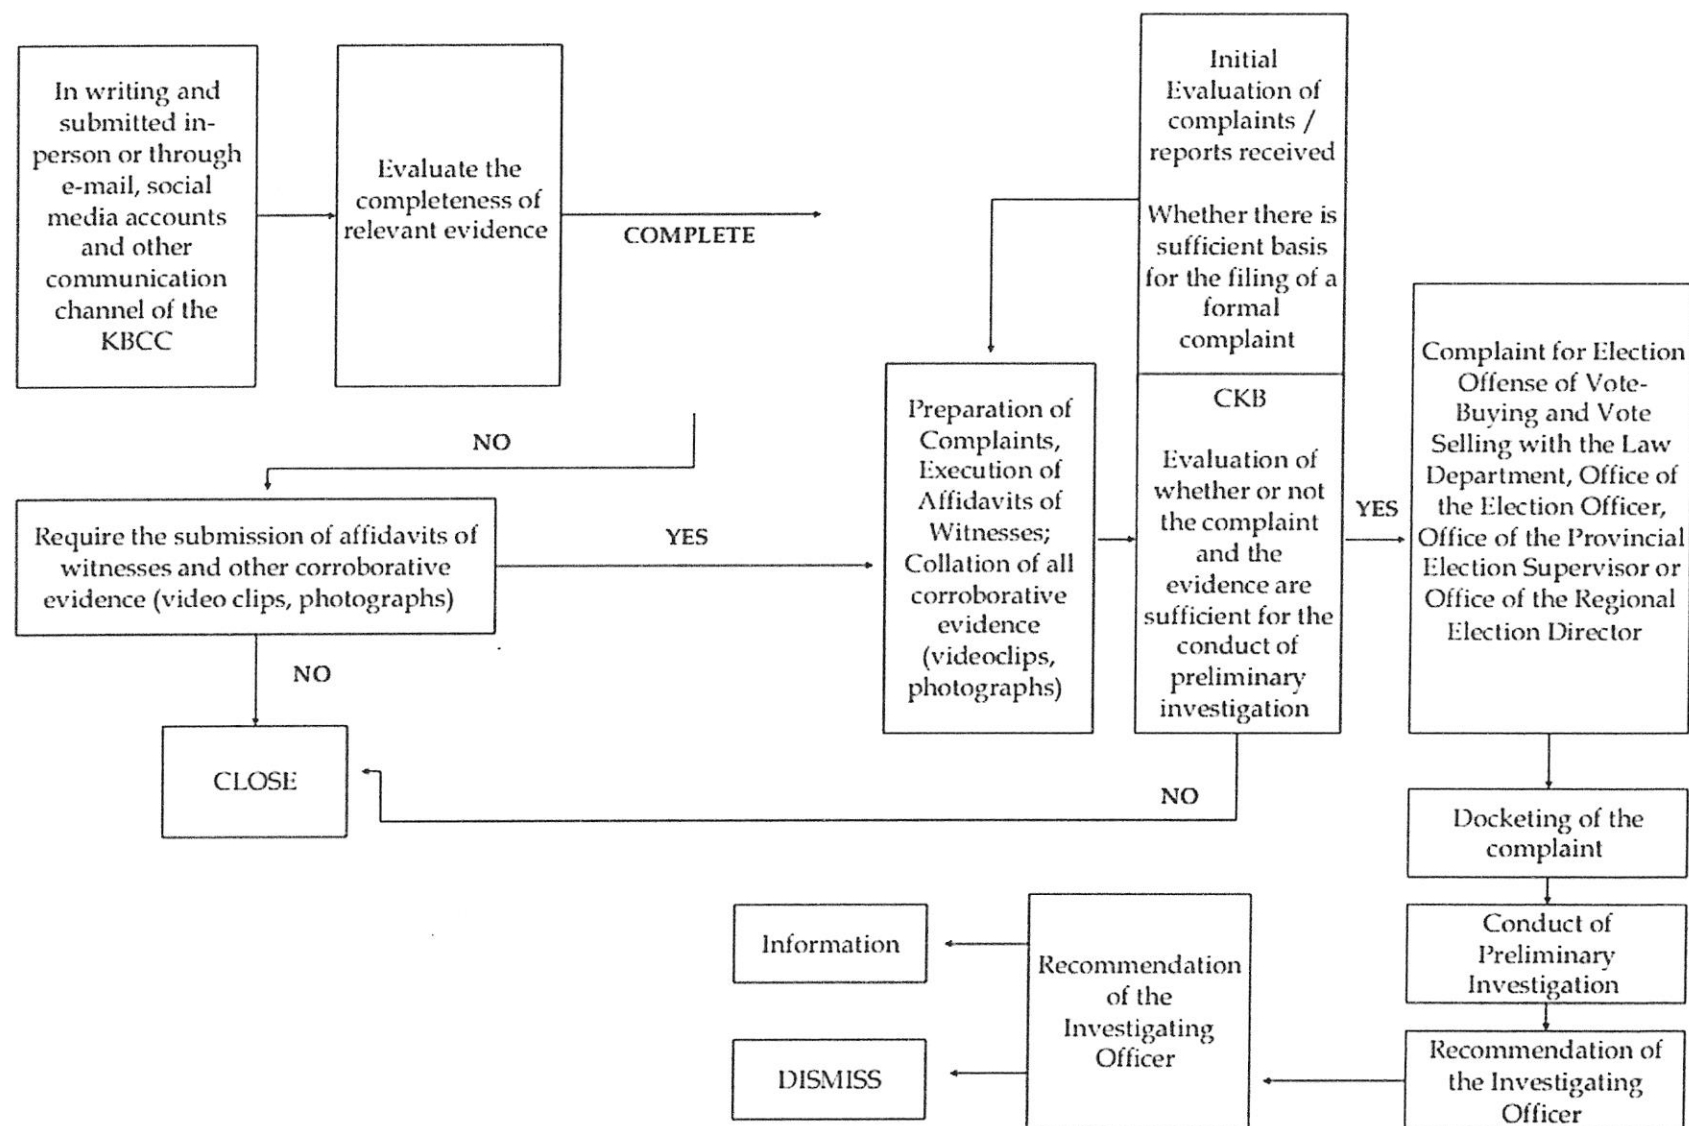 In writing and
submitted in-
person or through
e-mail, social
media accounts
and other
communication
channel of the
KBCC
Evaluate the
completeness of
relevant evidence
COMPLETE
Initial
Evaluation of
complaints /
reports received
Whether there is
sufficient basis
for the filing of a
formal
complaint
NO
Require the submission of affidavits of
witnesses and other corroborative
evidence (video clips, photographs)
YES
NO
CLOSE
Preparation of
Complaints,
Execution of
Affidavits of
Witnesses;
Collation of all
corroborative
evidence
(videoclips,
photographs)
CKB
Evaluation of
whether or not
the complaint
and the
evidence are
sufficient for the
conduct of
preliminary
investigation
YES
NO
Complaint for Election
Offense of Vote-
Buying and Vote
Selling with the Law
Department, Office of
the Election Officer,
Office of the Provincial
Election Supervisor or
Office of the Regional
Election Director
Docketing of the
complaint
Conduct of
Preliminary
Investigation
Recommendation of
the Investigating
Officer
Recommendation
of the
Investigating
Officer
Information
DISMISS